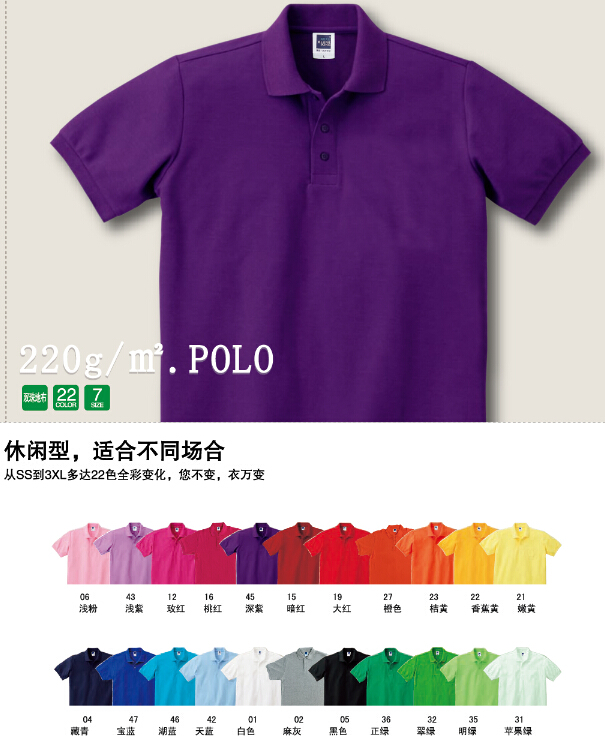 220g/m².POLO
双珠地布 22 COLOR 7 SIZE
休闲型，适合不同场合
从SS到3XL多达22色全彩变化，您不变，衣万变
06 43 12 16 45 15 19 27 23 22 21
浅粉 浅紫 玫红 桃红 深紫 暗红 大红 橙色 桔黄 香蕉黄 嫩黄
04 47 46 42 01 02 05 36 32 35 31
藏青 宝蓝 湖蓝 天蓝 白色 麻灰 黑色 正绿 翠绿 明绿 苹果绿